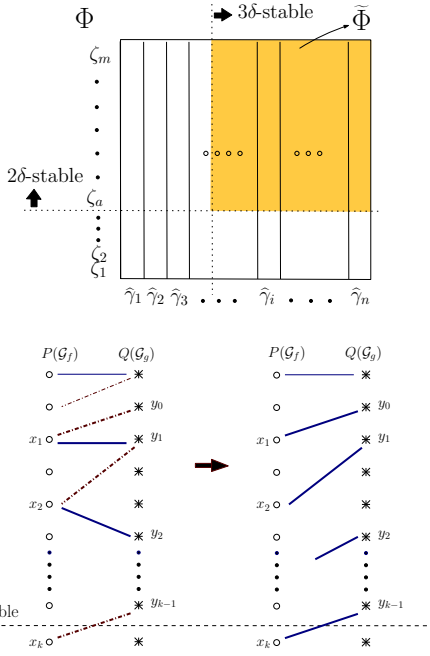 3δ-stable
Φ
Φ̃
ζ_m
2δ-stable
ζ_a
ζ_2
ζ_1
γ̂_1 γ̂_2 γ̂_3 . . . γ̂_i . . . γ̂_n
P(𝒢_f) Q(𝒢_g) P(𝒢_f) Q(𝒢_g)
y_0 y_0
x_1 y_1 x_1 y_1
x_2 x_2
y_2 y_2
y_{k−1} y_{k−1}
x_k x_k